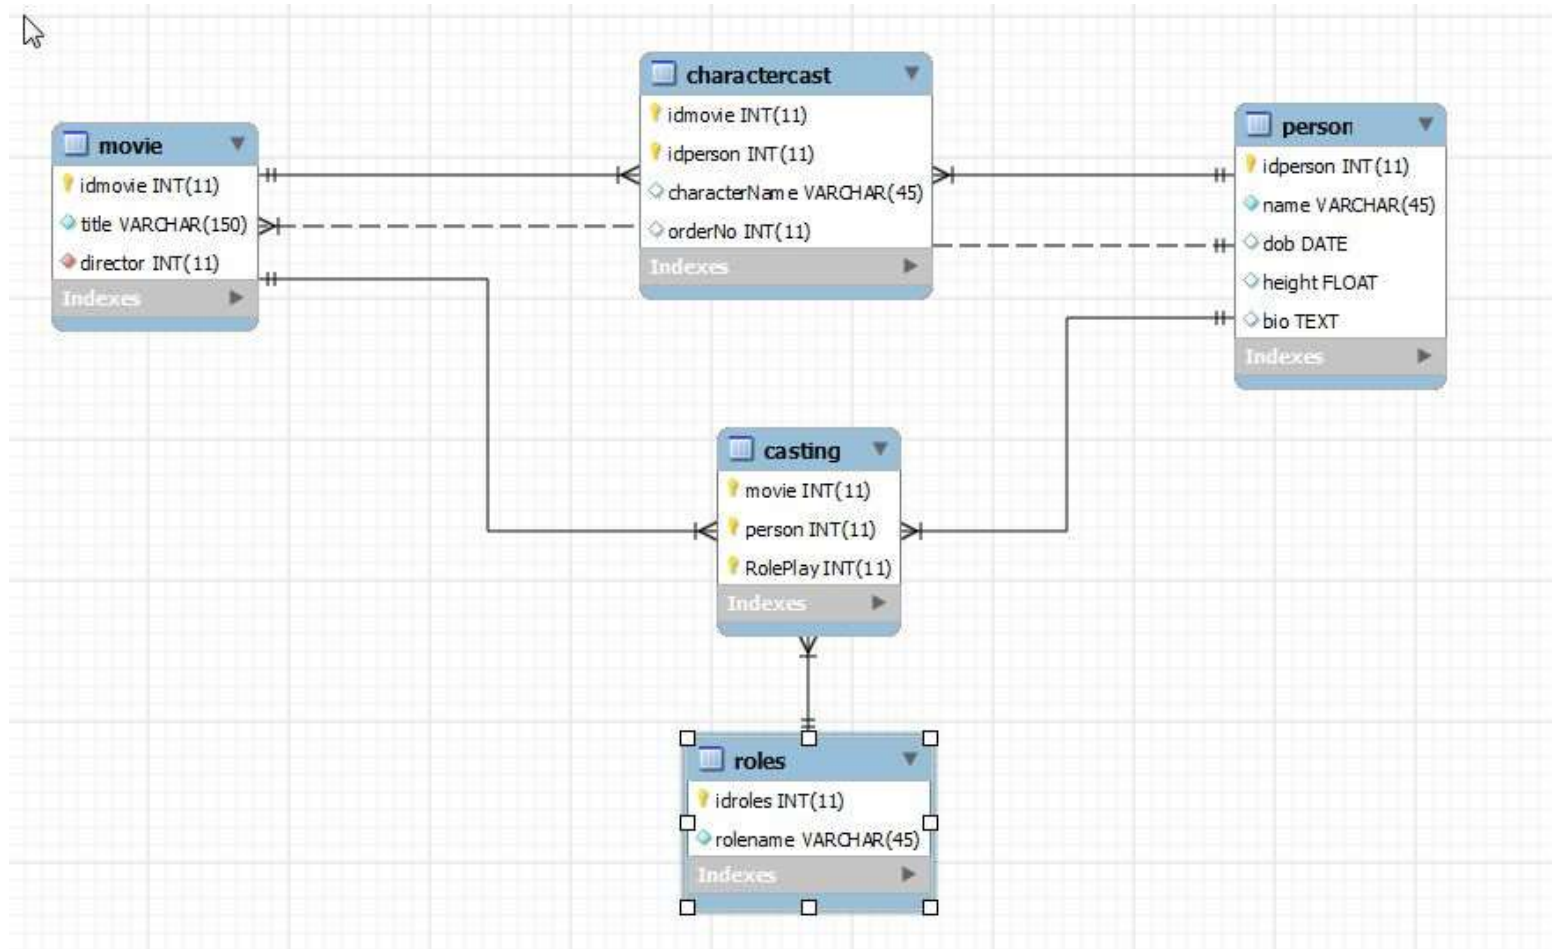 movie
idmovie INT(11)
title VARCHAR(150)
director INT(11)
Indexes
charactercast
idmovie INT(11)
idperson INT(11)
characterName VARCHAR(45)
orderNo INT(11)
Indexes
person
idperson INT(11)
name VARCHAR(45)
dob DATE
height FLOAT
bio TEXT
Indexes
casting
movie INT(11)
person INT(11)
RolePlay INT(11)
Indexes
roles
idroles INT(11)
rolename VARCHAR(45)
Indexes